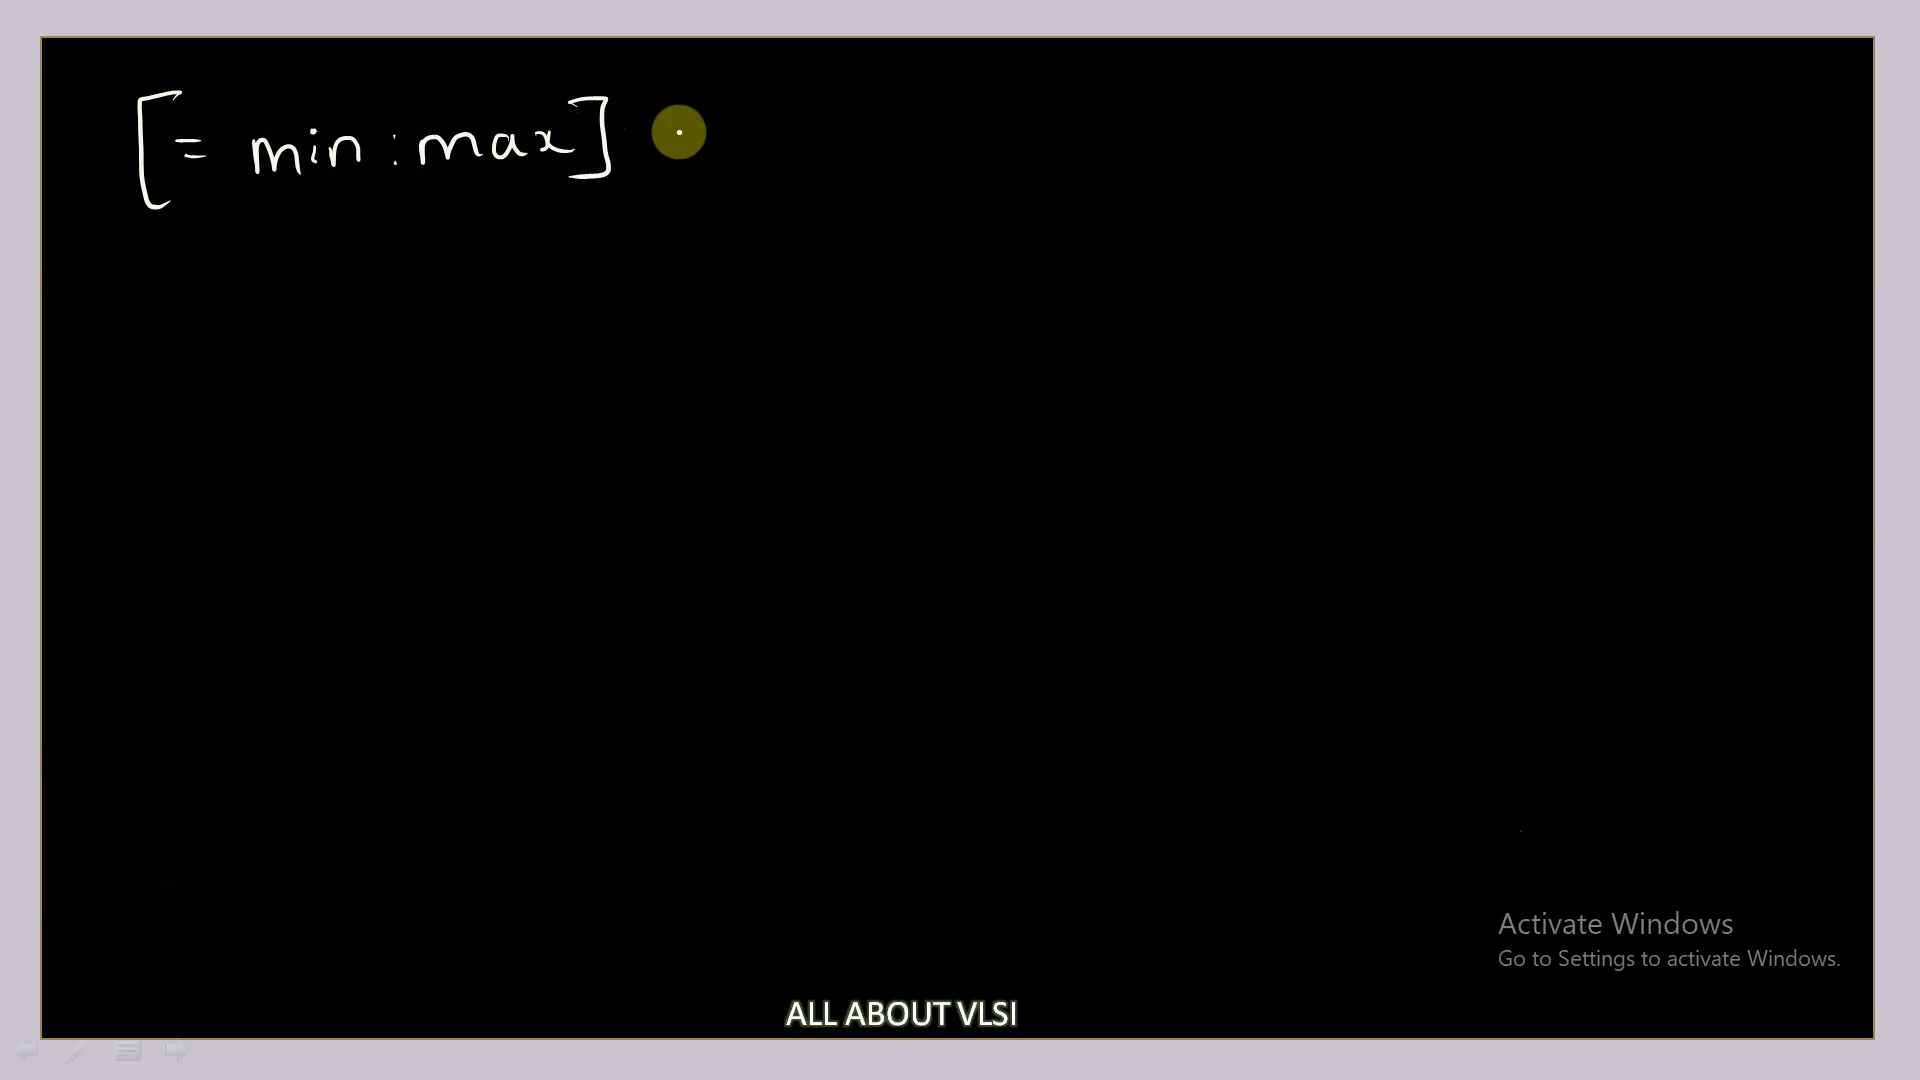 [= min : max]
Activate Windows
Go to Settings to activate Windows.
ALL ABOUT VLSI